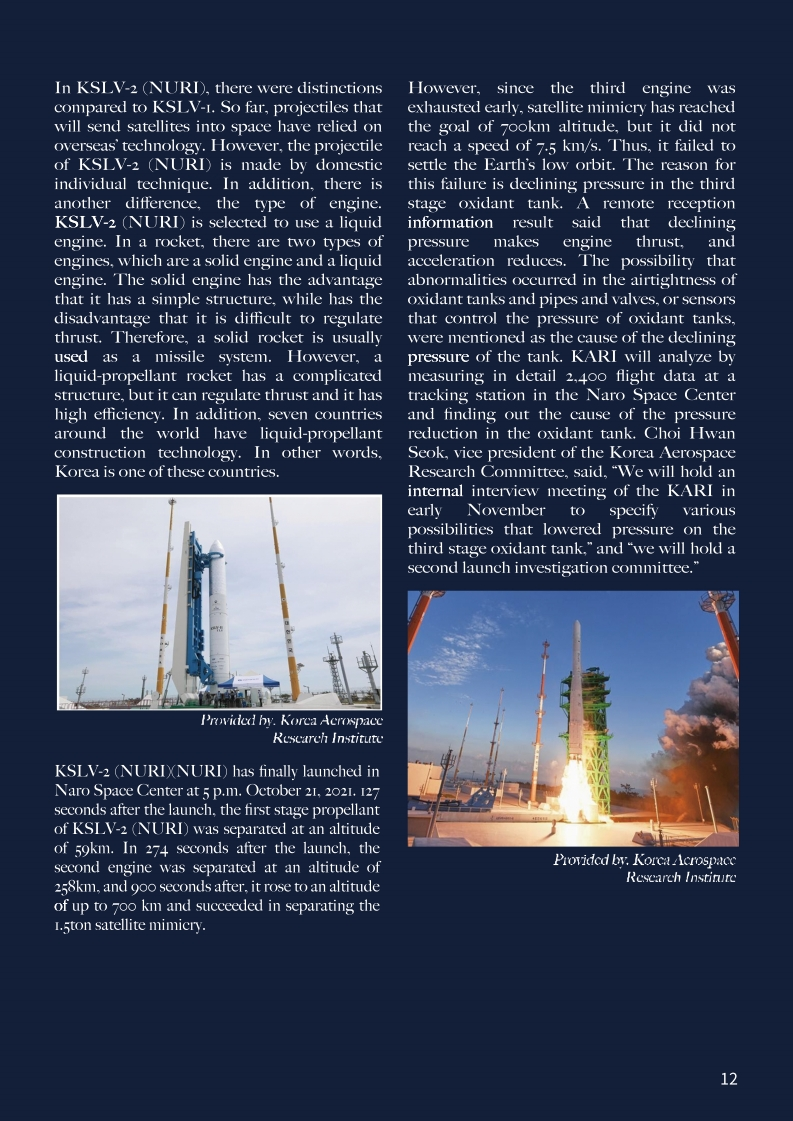 In KSLV-2 (NURI), there were distinctions
compared to KSLV-1. So far, projectiles that
will send satellites into space have relied on
overseas' technology. However, the projectile
of KSLV-2 (NURI) is made by domestic
individual technique. In addition, there is
another difference, the type of engine.
KSLV-2 (NURI) is selected to use a liquid
engine. In a rocket, there are two types of
engines, which are a solid engine and a liquid
engine. The solid engine has the advantage
that it has a simple structure, while has the
disadvantage that it is difficult to regulate
thrust. Therefore, a solid rocket is usually
used as a missile system. However, a
liquid-propellant rocket has a complicated
structure, but it can regulate thrust and it has
high efficiency. In addition, seven countries
around the world have liquid-propellant
construction technology. In other words,
Korea is one of these countries.
Provided by. Korea Aerospace
Research Institute
KSLV-2 (NURI)(NURI) has finally launched in
Naro Space Center at 5 p.m. October 21, 2021. 127
seconds after the launch, the first stage propellant
of KSLV-2 (NURI) was separated at an altitude
of 59km. In 274 seconds after the launch, the
second engine was separated at an altitude of
258km, and 900 seconds after, it rose to an altitude
of up to 700 km and succeeded in separating the
1.5ton satellite mimicry.
However, since the third engine was
exhausted early, satellite mimicry has reached
the goal of 700km altitude, but it did not
reach a speed of 7.5 km/s. Thus, it failed to
settle the Earth's low orbit. The reason for
this failure is declining pressure in the third
stage oxidant tank. A remote reception
information result said that declining
pressure makes engine thrust, and
acceleration reduces. The possibility that
abnormalities occurred in the airtightness of
oxidant tanks and pipes and valves, or sensors
that control the pressure of oxidant tanks,
were mentioned as the cause of the declining
pressure of the tank. KARI will analyze by
measuring in detail 2,400 flight data at a
tracking station in the Naro Space Center
and finding out the cause of the pressure
reduction in the oxidant tank. Choi Hwan
Seok, vice president of the Korea Aerospace
Research Committee, said, “We will hold an
internal interview meeting of the KARI in
early November to specify various
possibilities that lowered pressure on the
third stage oxidant tank,” and “we will hold a
second launch investigation committee.”
Provided by. Korea Aerospace
Research Institute
12